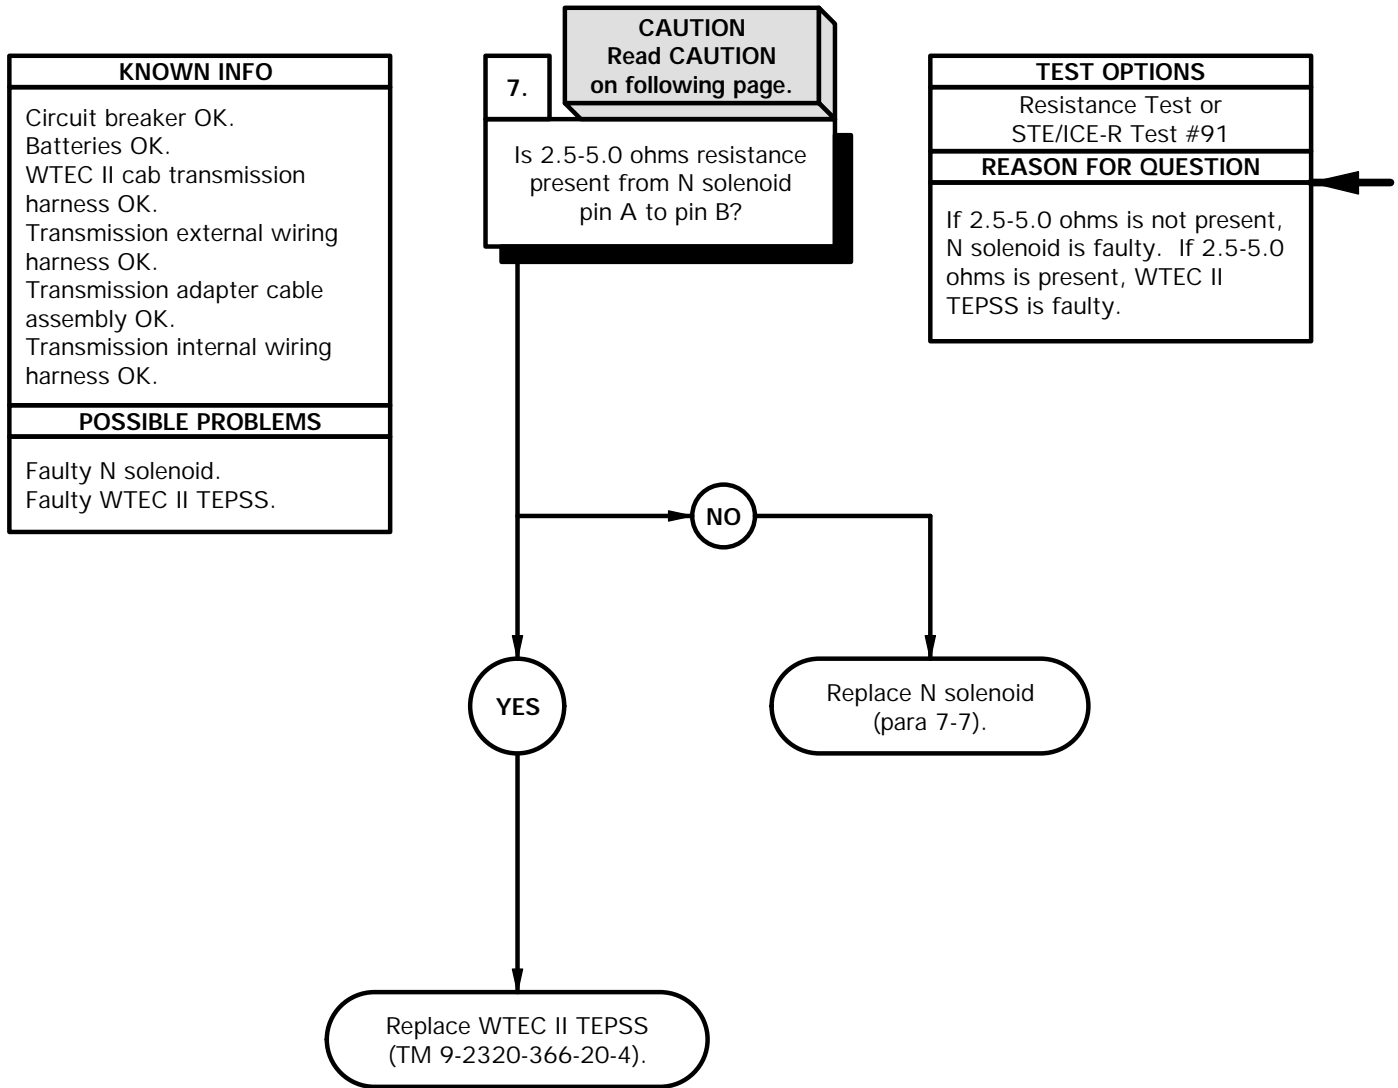 KNOWN INFO
Circuit breaker OK.
Batteries OK.
WTEC II cab transmission
harness OK.
Transmission external wiring
harness OK.
Transmission adapter cable
assembly OK.
Transmission internal wiring
harness OK.
POSSIBLE PROBLEMS
Faulty N solenoid.
Faulty WTEC II TEPSS.
CAUTION
Read CAUTION
on following page.
7.
Is 2.5-5.0 ohms resistance
present from N solenoid
pin A to pin B?
TEST OPTIONS
Resistance Test or
STE/ICE-R Test #91
REASON FOR QUESTION
If 2.5-5.0 ohms is not present,
N solenoid is faulty. If 2.5-5.0
ohms is present, WTEC II
TEPSS is faulty.
NO
YES
Replace N solenoid
(para 7-7).
Replace WTEC II TEPSS
(TM 9-2320-366-20-4).